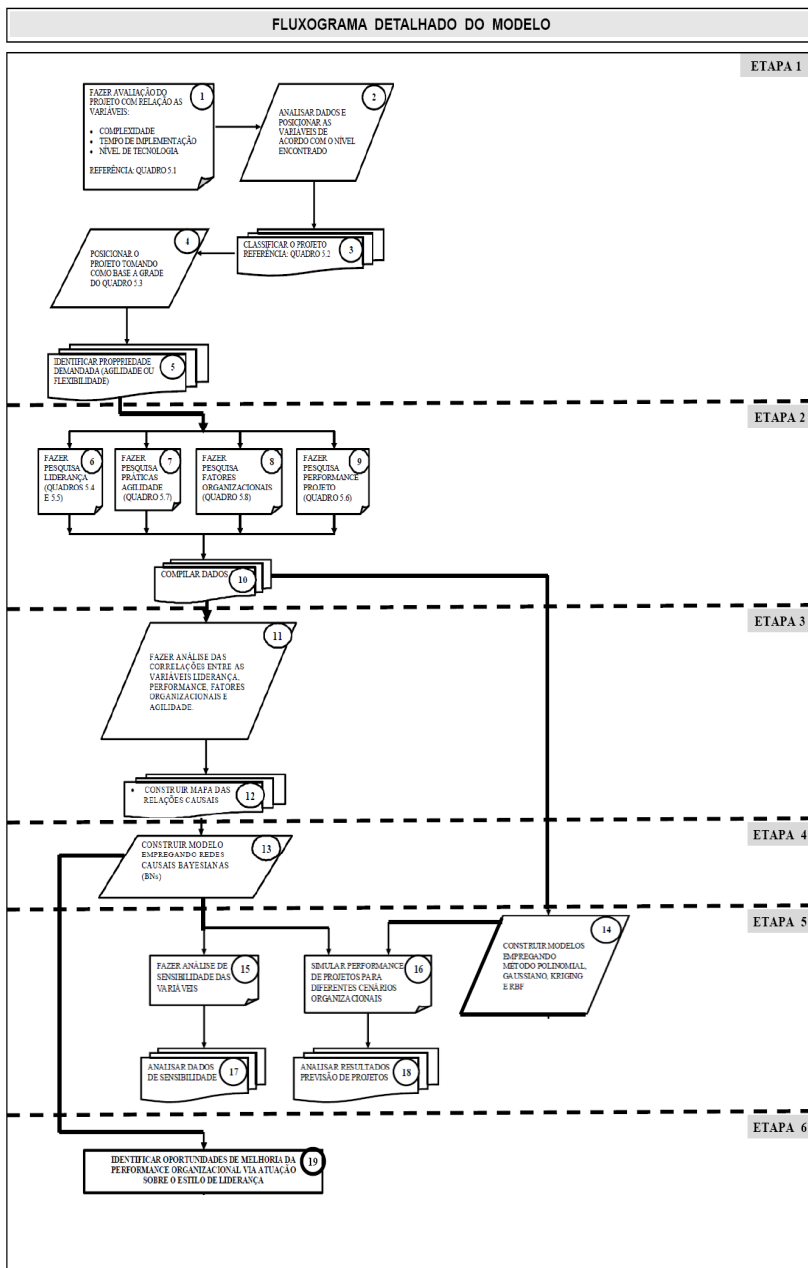 FLUXOGRAMA DETALHADO DO MODELO
ETAPA 1
FAZER AVALIAÇÃO DO
PROJETO COM RELAÇÃO AS
VARIÁVEIS:
• COMPLEXIDADE
• TEMPO DE IMPLEMENTAÇÃO
• NÍVEL DE TECNOLOGIA
REFERÊNCIA: QUADRO 5.1
1
2
ANALISAR DADOS E
POSICIONAR AS
VARIAVEIS DE
ACORDO COM O NÍVEL
ENCONTRADO
CLASSIFICAR O PROJETO
REFERÊNCIA: QUADRO 5.2
3
4
POSICIONAR O
PROJETO TOMANDO
COMO BASE A GRADE
DO QUADRO 5.3
IDENTIFICAR PROPPRIEDADE
DEMANDADA (AGILIDADE OU
FLEXIBILIDADE)
5
ETAPA 2
FAZER
PESQUISA
LIDERANÇA
(QUADROS 5.4
E 5.5)
6
FAZER
PESQUISA
PRÁTICAS
AGILIDADE
(QUADRO 5.7)
7
FAZER
PESQUISA
FATORES
ORGANIZACIONAIS
(QUADRO 5.8)
8
FAZER
PESQUISA
PERFORMANCE
PROJETO
(QUADRO 5.6)
9
COMPILAR DADOS
10
ETAPA 3
11
FAZER ANÁLISE DAS
CORRELAÇÕES ENTRE AS
VARIÁVEIS LIDERANÇA,
PERFORMANCE, FATORES
ORGANIZACIONAIS E
AGILIDADE.
• CONSTRUIR MAPA DAS
RELAÇÕES CAUSAIS
12
ETAPA 4
CONSTRUIR MODELO
EMPREGANDO REDES
CAUSAIS BAYESIANAS
(BNs)
13
ETAPA 5
14
CONSTRUIR MODELOS
EMPREGANDO
MÉTODO POLINOMIAL,
GAUSSIANO, KRIGING
E RBF
FAZER ANÁLISE DE
SENSIBILIDADE DAS
VARIÁVEIS
15
SIMULAR PERFORMANCE
DE PROJETOS PARA
DIFERENTES CENÁRIOS
ORGANIZACIONAIS
16
ANALISAR DADOS
DE SENSIBILIDADE
17
ANALISAR RESULTADOS
PREVISÃO DE PROJETOS
18
ETAPA 6
IDENTIFICAR OPORTUNIDADES DE MELHORIA DA
PERFORMANCE ORGANIZACIONAL VIA ATUAÇÃO
SOBRE O ESTILO DE LIDERANÇA
19